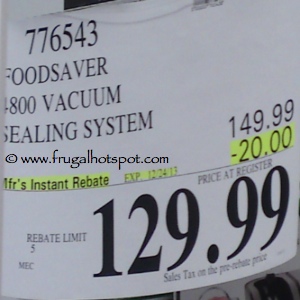 776543
FOODSAVER
4800 VACUUM
SEALING SYSTEM
149.99
-20.00
© www.frugalhotspot.com
Mfr's Instant Rebate EXP. 12/24/13 PRICE AT REGISTER
REBATE LIMIT
5
MEC
129.99
Sales Tax on the pre-rebate price